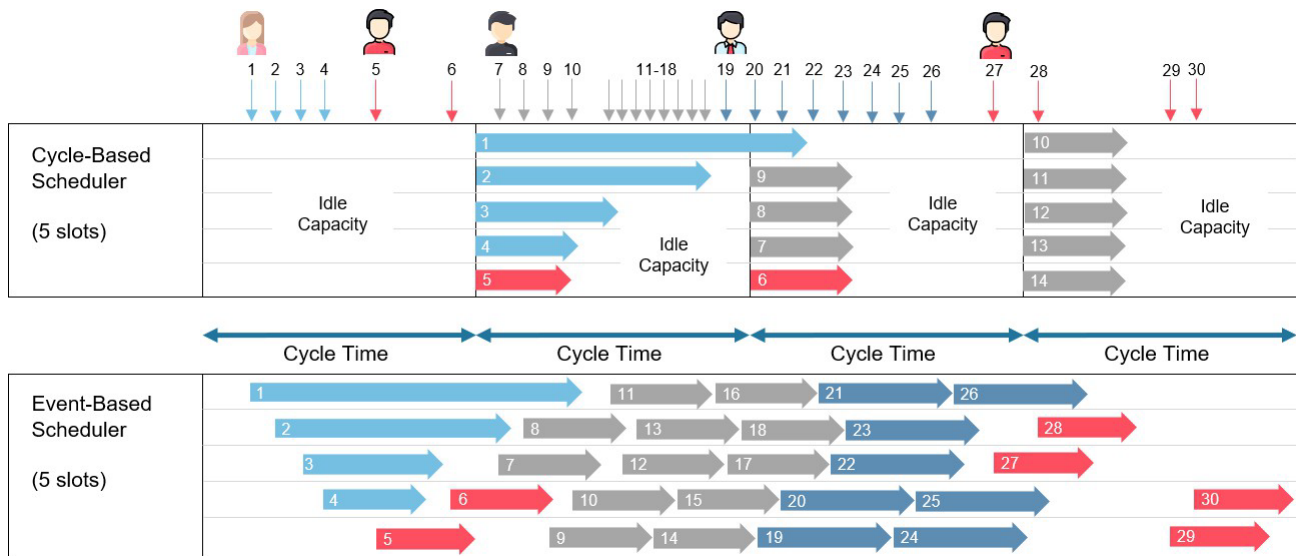 1 2 3 4 5 6 7 8 9 10 11-18 19 20 21 22 23 24 25 26 27 28 29 30
Cycle-Based
Scheduler
(5 slots)
Idle
Capacity
1
2
3
4
5
Idle
Capacity
9
8
7
6
Idle
Capacity
10
11
12
13
14
Idle
Capacity
Cycle Time Cycle Time Cycle Time Cycle Time
Event-Based
Scheduler
(5 slots)
1 11 16 21 26
2 8 13 18 23 28
3 7 12 17 22 27
4 6 10 15 20 25 30
5 9 14 19 24 29